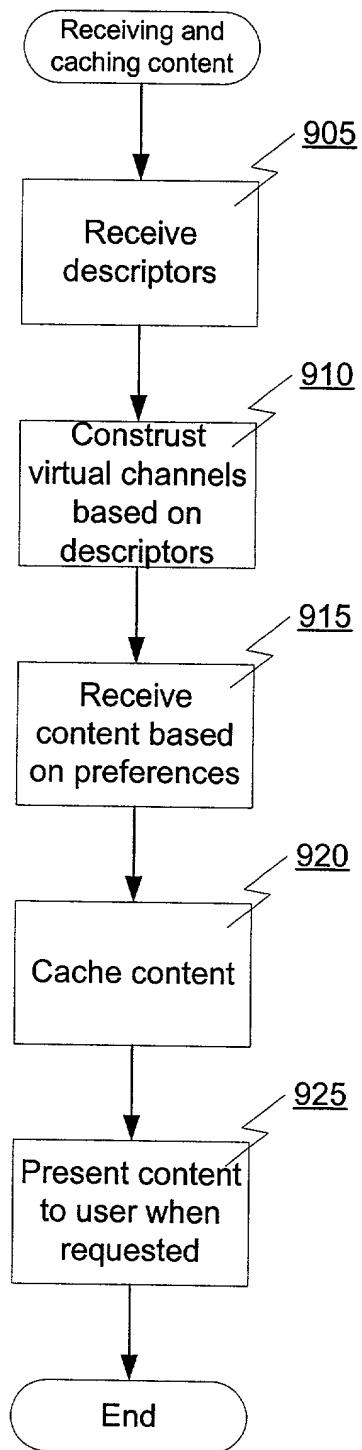 Receiving and
caching content
905
Receive
descriptors
910
Construst
virtual channels
based on
descriptors
915
Receive
content based
on preferences
920
Cache content
925
Present content
to user when
requested
End